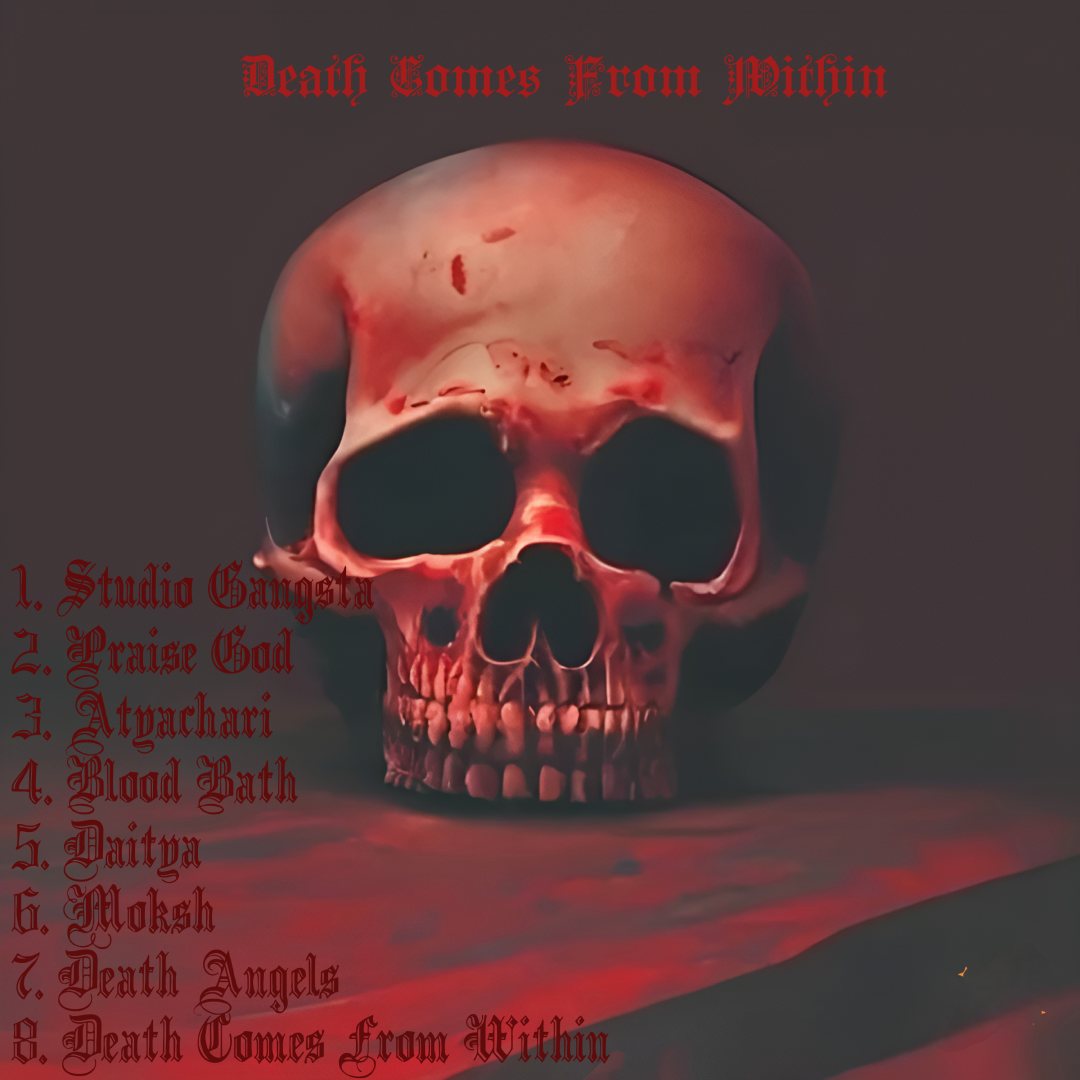 Death Comes From Within
1. Studio Gangsta
2. Praise God
3. Atyachari
4. Blood Bath
5. Daitya
6. Moksh
7. Death Angels
8. Death Comes From Within